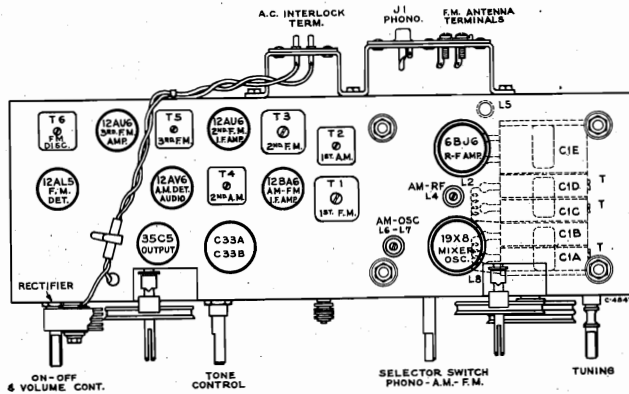 A.C. INTERLOCK
TERM.
J1
PHONO.
F.M. ANTENNA
TERMINALS
T6
FM
DISC.
12AU6
3RD. F.M.
AMP.
T5
3RD. F.M.
12AU6
2ND. F.M.
I.F. AMP.
T3
2ND. F.M.
T2
1ST. A.M.
6BJ6
R-F AMP.
L5
C1E
12AL5
F.M.
DET.
12AV6
A.M. DET.
AUDIO
T4
2ND. A.M.
12BA6
AM-FM
I.F. AMP.
T1
1ST. F.M.
AM-RF
L4
L2
C1D
T
C1C
35C5
OUTPUT
C33A
C33B
AM-OSC
L6-L7
19X8
MIXER
OSC.
C1B
T
C1A
L8
RECTIFIER
ON-OFF
& VOLUME CONT.
TONE
CONTROL
SELECTOR SWITCH
PHONO - A.M. - F.M.
TUNING